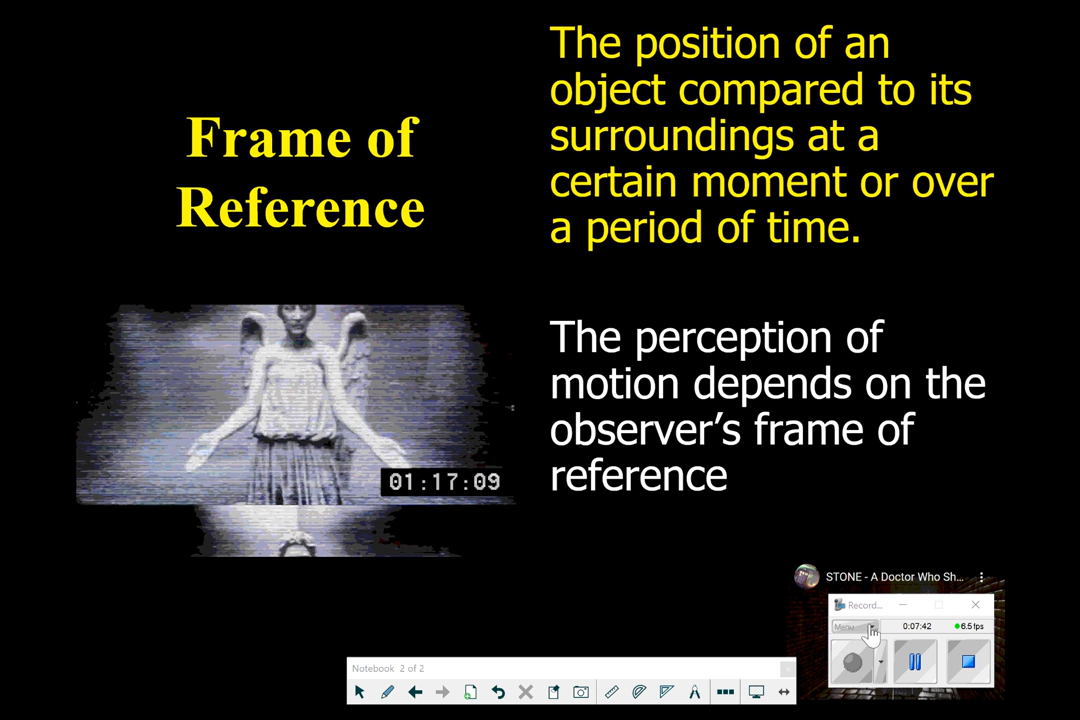 Frame of
Reference
The position of an
object compared to its
surroundings at a
certain moment or over
a period of time.
The perception of
motion depends on the
observer’s frame of
reference
01:17:09
STONE - A Doctor Who Sh...
Record...
Menu
0:07:42
6.5 fps
Notebook 2 of 2